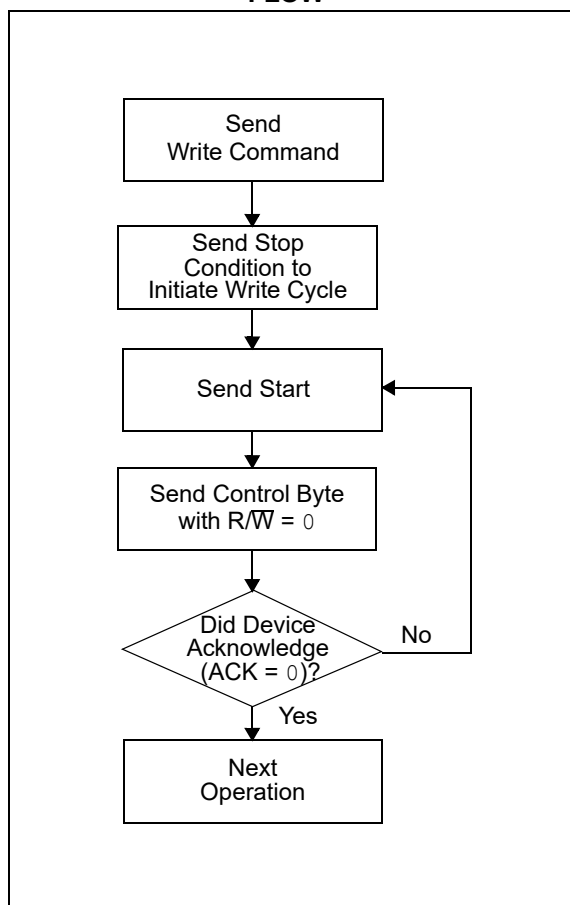 Send
Write Command
Send Stop
Condition to
Initiate Write Cycle
Send Start
Send Control Byte
with R/W̅ = 0
Did Device
Acknowledge
(ACK = 0)?
No
Yes
Next
Operation